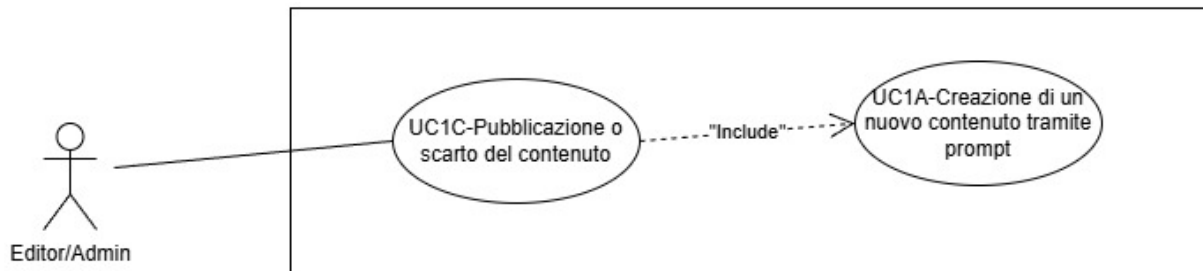 UC1C-Pubblicazione o
scarto del contenuto
"Include"
UC1A-Creazione di un
nuovo contenuto tramite
prompt
Editor/Admin